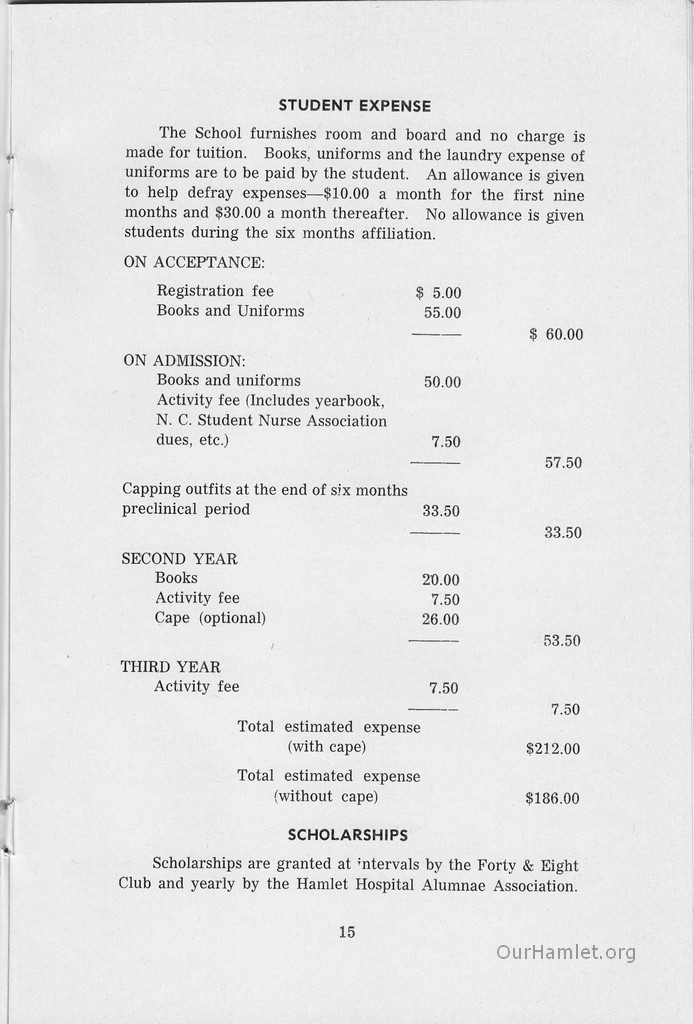 STUDENT EXPENSE
The School furnishes room and board and no charge is
made for tuition. Books, uniforms and the laundry expense of
uniforms are to be paid by the student. An allowance is given
to help defray expenses—$10.00 a month for the first nine
months and $30.00 a month thereafter. No allowance is given
students during the six months affiliation.
ON ACCEPTANCE:
Registration fee $ 5.00
Books and Uniforms 55.00
$ 60.00
ON ADMISSION:
Books and uniforms 50.00
Activity fee (Includes yearbook,
N. C. Student Nurse Association
dues, etc.) 7.50
57.50
Capping outfits at the end of six months
preclinical period 33.50
33.50
SECOND YEAR
Books 20.00
Activity fee 7.50
Cape (optional) 26.00
53.50
THIRD YEAR
Activity fee 7.50
7.50
Total estimated expense
(with cape) $212.00
Total estimated expense
(without cape) $186.00
SCHOLARSHIPS
Scholarships are granted at intervals by the Forty & Eight
Club and yearly by the Hamlet Hospital Alumnae Association.
15
OurHamlet.org